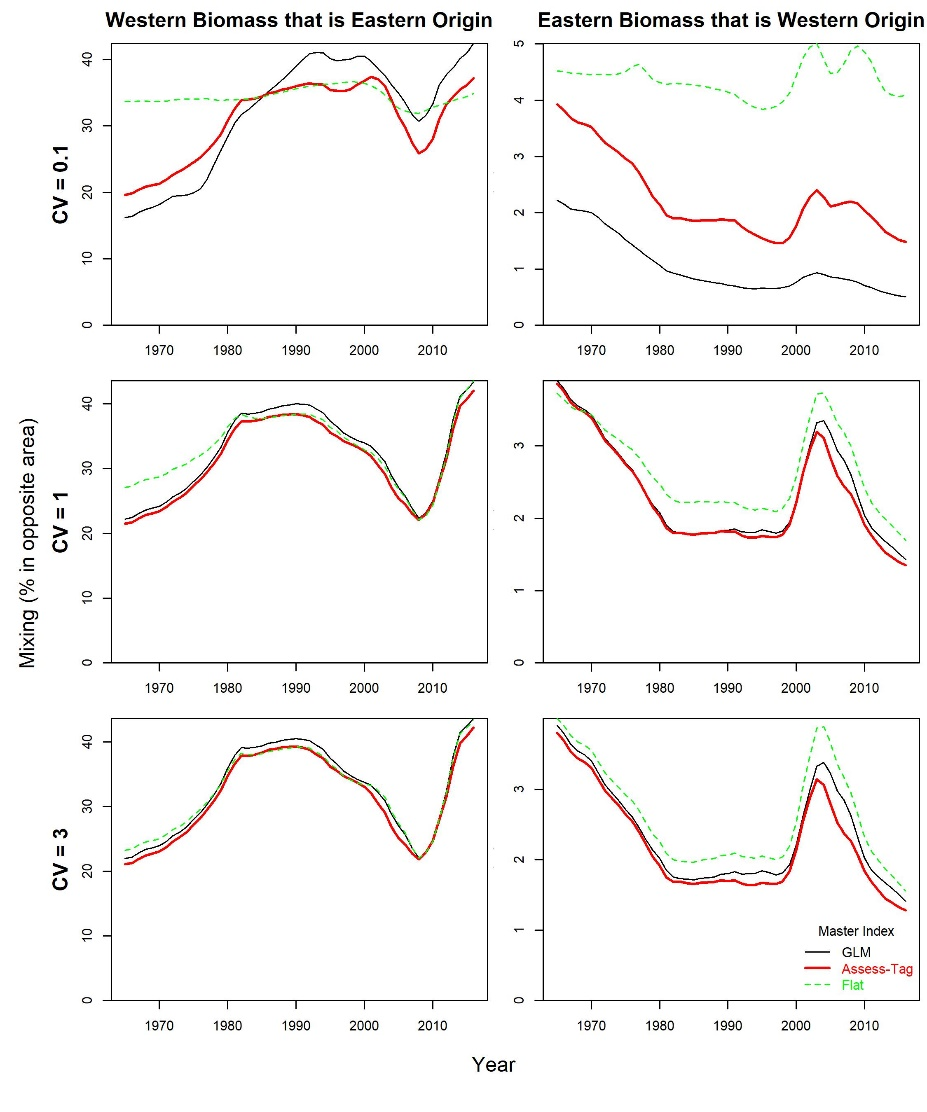 Western Biomass that is Eastern Origin
Eastern Biomass that is Western Origin
Mixing (% in opposite area)
CV = 0.1
40
30
20
10
0
1970 1980 1990 2000 2010
5
4
3
2
1
0
1970 1980 1990 2000 2010
CV = 1
40
30
20
10
0
1970 1980 1990 2000 2010
3
2
1
0
1970 1980 1990 2000 2010
CV = 3
40
30
20
10
0
1970 1980 1990 2000 2010
3
2
1
0
Master Index
GLM
Assess-Tag
Flat
1970 1980 1990 2000 2010
Year